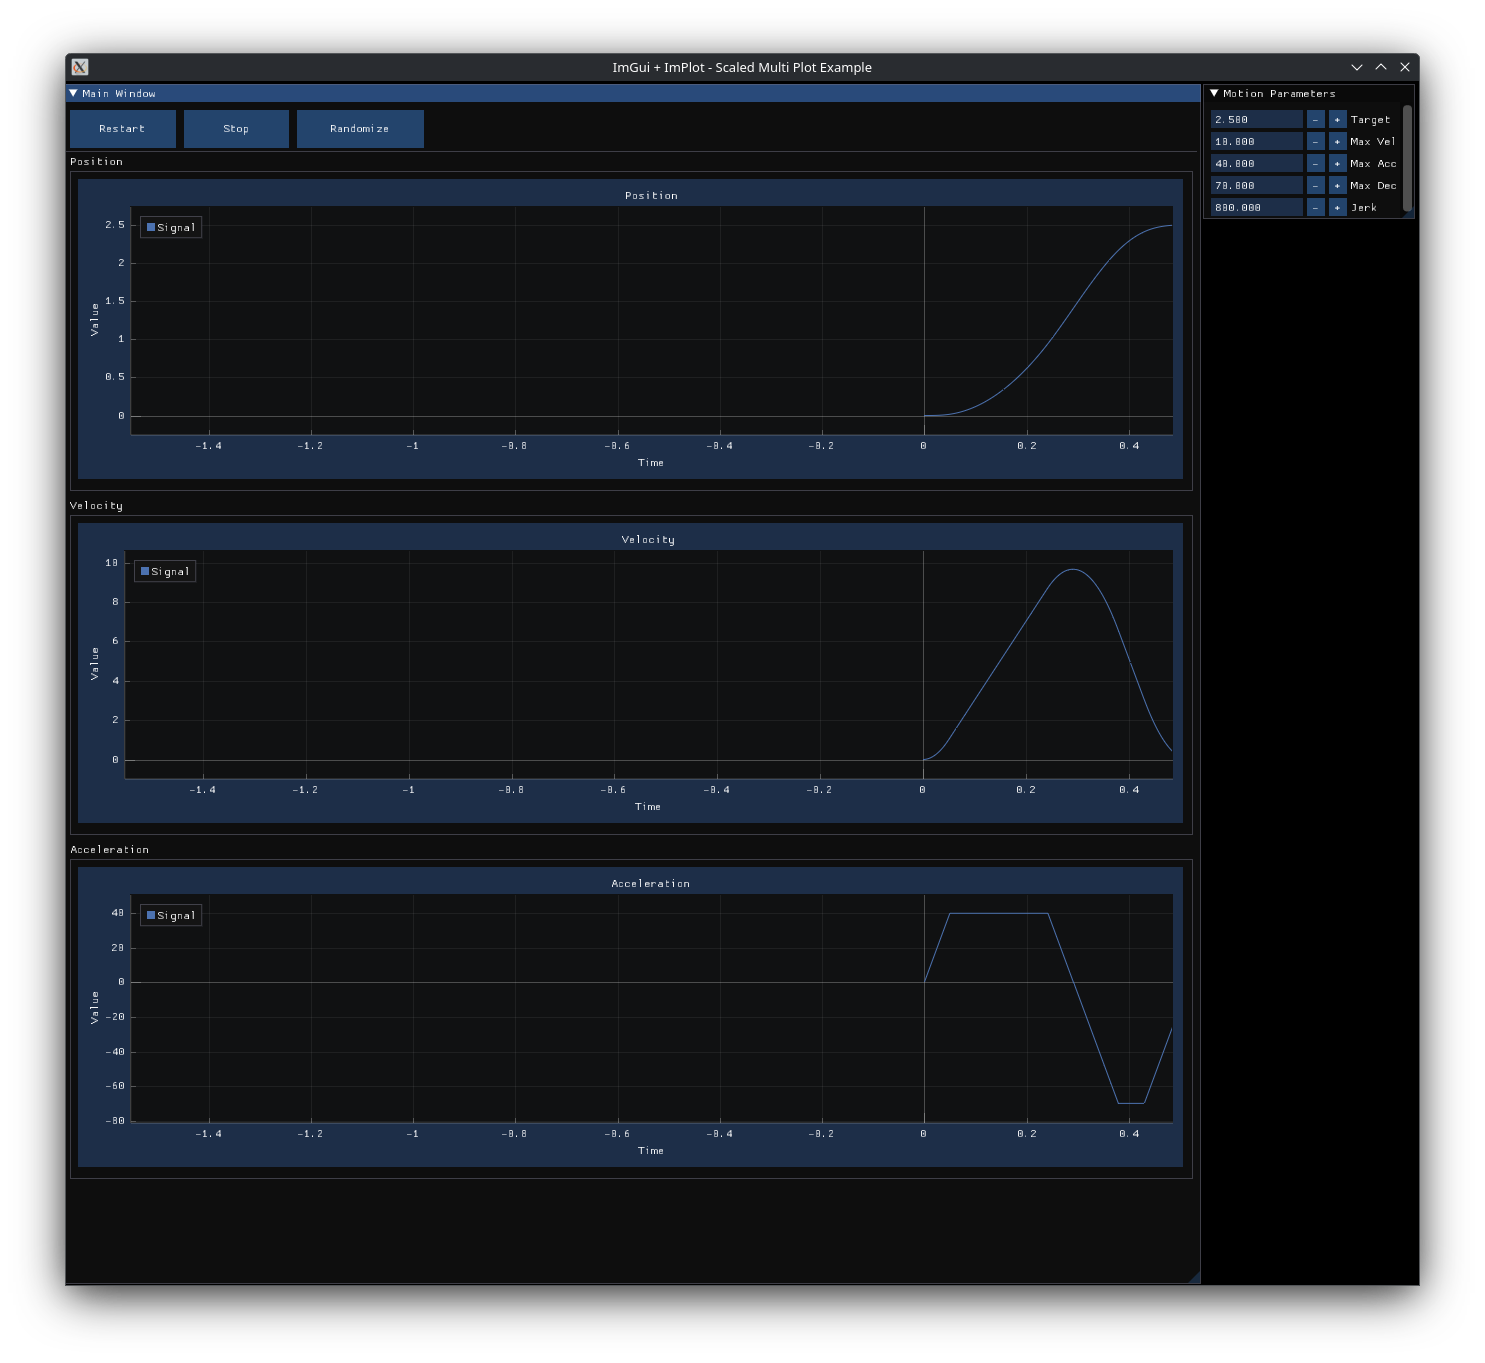 ImGui + ImPlot - Scaled Multi Plot Example
Main Window
Restart Stop Randomize
Position
Position
Signal
2.5
2
1.5
1
0.5
0
Value
-1.4 -1.2 -1 -0.8 -0.6 -0.4 -0.2 0 0.2 0.4
Time
Velocity
Velocity
Signal
10
8
6
4
2
0
Value
-1.4 -1.2 -1 -0.8 -0.6 -0.4 -0.2 0 0.2 0.4
Time
Acceleration
Acceleration
Signal
40
20
0
-20
-40
-60
-80
Value
-1.4 -1.2 -1 -0.8 -0.6 -0.4 -0.2 0 0.2 0.4
Time
Motion Parameters
2.500 - + Target
10.000 - + Max Vel
40.000 - + Max Acc
70.000 - + Max Dec
800.000 - + Jerk